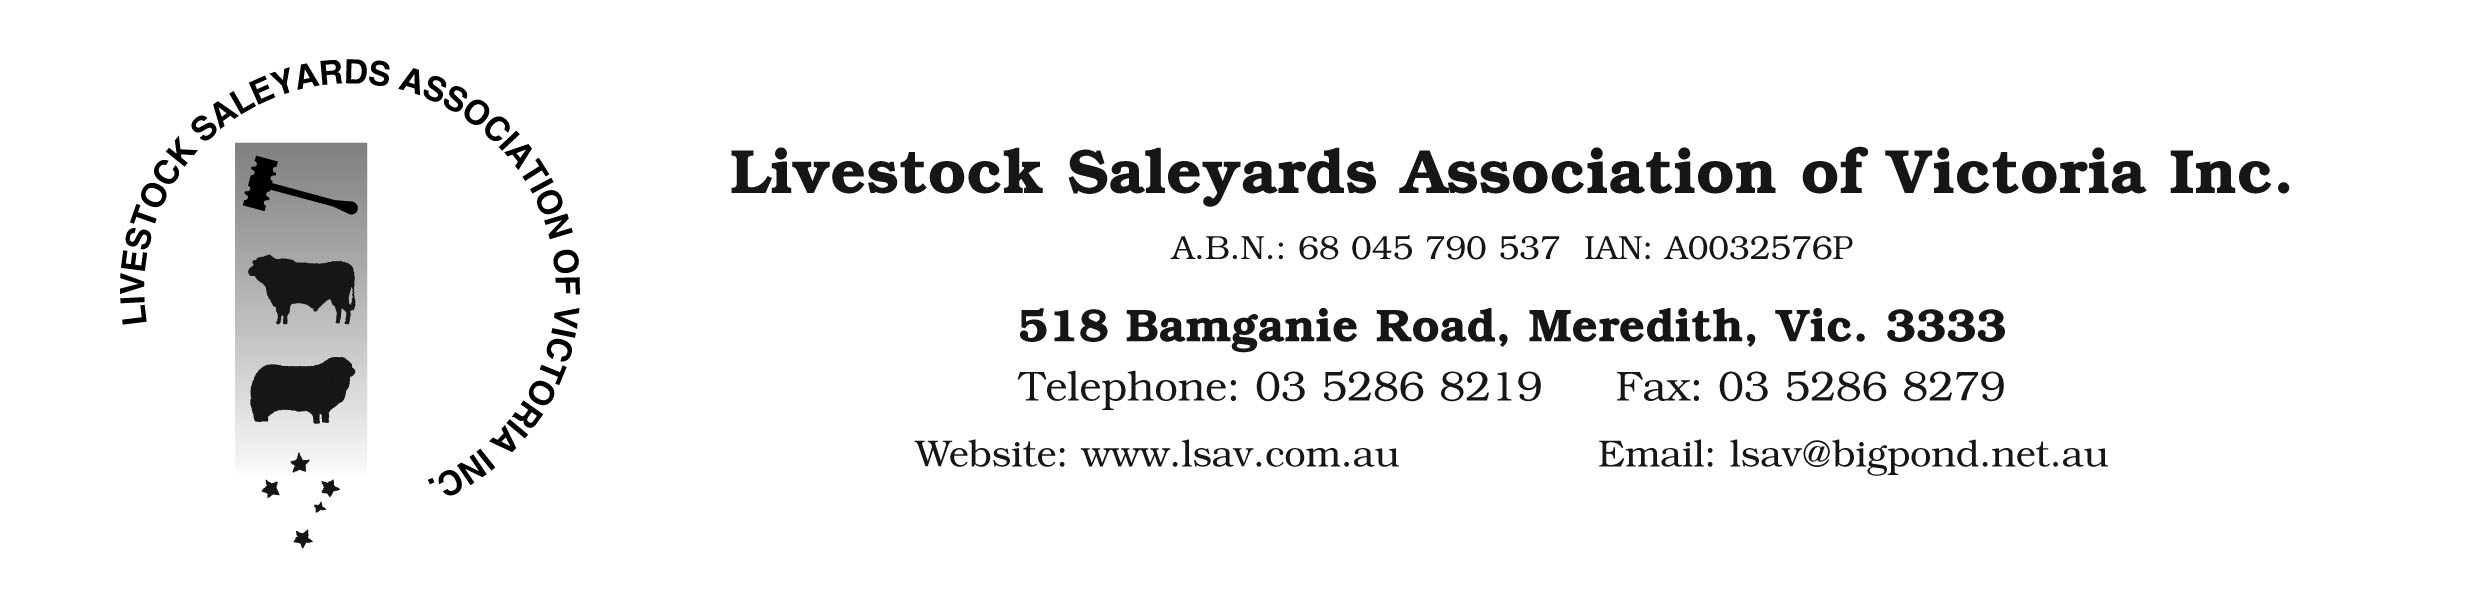 LIVESTOCK SALEYARDS ASSOCIATION OF VICTORIA INC.
Livestock Saleyards Association of Victoria Inc.
A.B.N.: 68 045 790 537 IAN: A0032576P
518 Bamganie Road, Meredith, Vic. 3333
Telephone: 03 5286 8219 Fax: 03 5286 8279
Website: www.lsav.com.au Email: lsav@bigpond.net.au